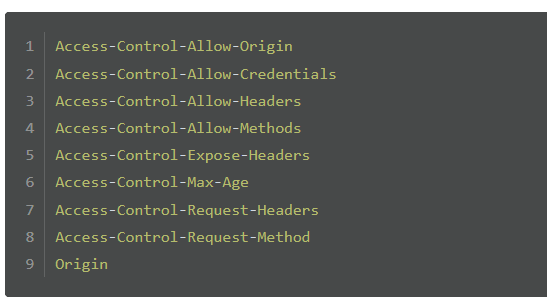 1 Access-Control-Allow-Origin
2 Access-Control-Allow-Credentials
3 Access-Control-Allow-Headers
4 Access-Control-Allow-Methods
5 Access-Control-Expose-Headers
6 Access-Control-Max-Age
7 Access-Control-Request-Headers
8 Access-Control-Request-Method
9 Origin